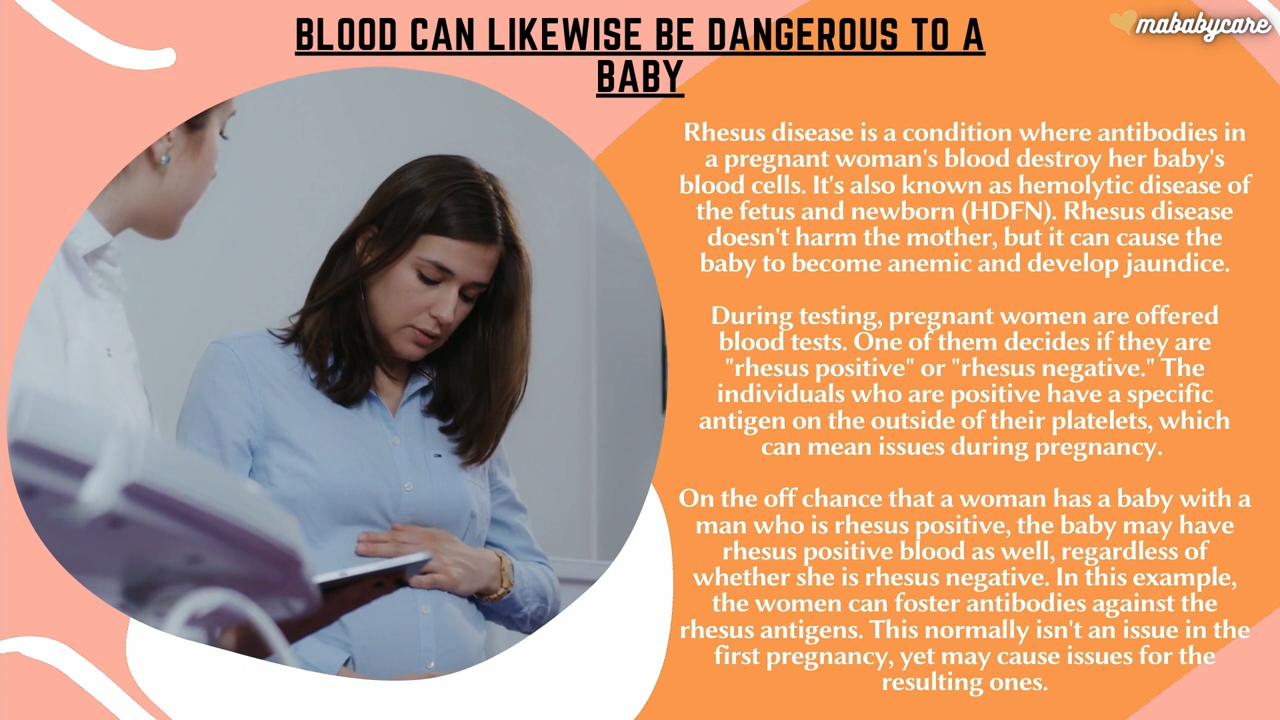 BLOOD CAN LIKEWISE BE DANGEROUS TO A
BABY
mababycare
Rhesus disease is a condition where antibodies in
a pregnant woman's blood destroy her baby's
blood cells. It's also known as hemolytic disease of
the fetus and newborn (HDFN). Rhesus disease
doesn't harm the mother, but it can cause the
baby to become anemic and develop jaundice.
During testing, pregnant women are offered
blood tests. One of them decides if they are
"rhesus positive" or "rhesus negative." The
individuals who are positive have a specific
antigen on the outside of their platelets, which
can mean issues during pregnancy.
On the off chance that a woman has a baby with a
man who is rhesus positive, the baby may have
rhesus positive blood as well, regardless of
whether she is rhesus negative. In this example,
the women can foster antibodies against the
rhesus antigens. This normally isn't an issue in the
first pregnancy, yet may cause issues for the
resulting ones.